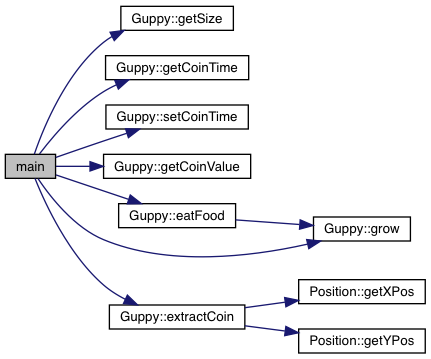 Guppy::getSize
Guppy::getCoinTime
Guppy::setCoinTime
main
Guppy::getCoinValue
Guppy::eatFood
Guppy::grow
Guppy::extractCoin
Position::getXPos
Position::getYPos